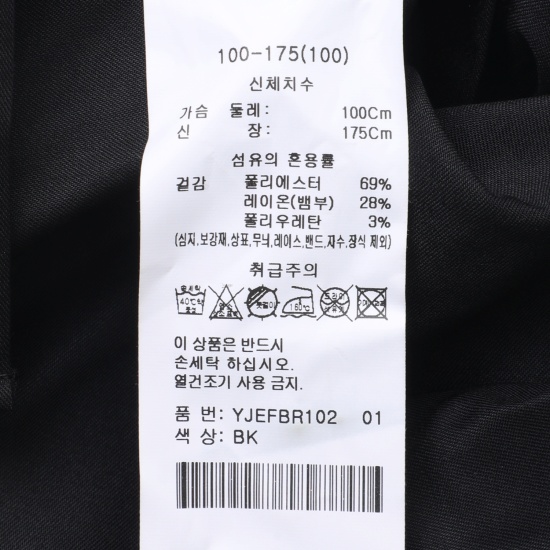 100-175(100)
신체치수
가슴 둘레: 100Cm
신 장: 175Cm
섬유의 혼용률
겉감 폴리에스터 69%
레이온(뱀부) 28%
폴리우레탄 3%
(심지,보강재,상표,무늬,레이스,밴드,자수,장식 제외)
취급주의
손세탁
40℃
이 상품은 반드시
손세탁 하십시오.
열건조기 사용 금지.
품 번: YJEFBR102 01
색 상: BK